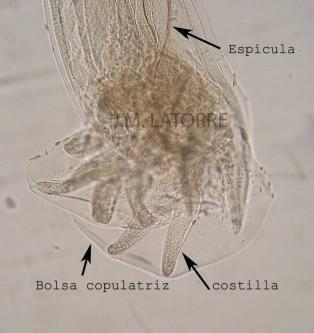 Espícula
J.M. LATORRE
Bolsa copulatriz
costilla